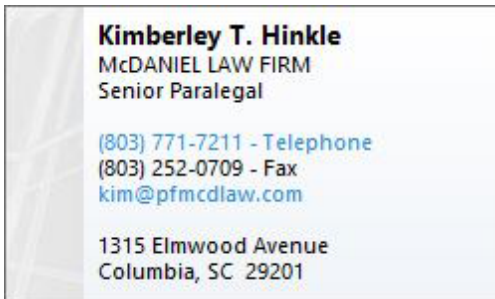 Kimberley T. Hinkle
McDANIEL LAW FIRM
Senior Paralegal
(803) 771-7211 - Telephone
(803) 252-0709 - Fax
kim@pfmcdlaw.com
1315 Elmwood Avenue
Columbia, SC  29201